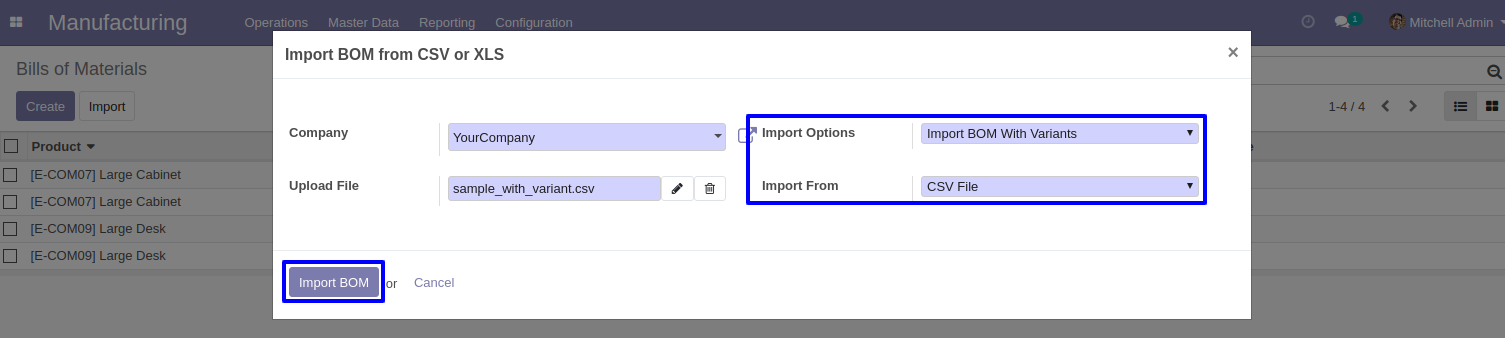 Manufacturing Operations Master Data Reporting Configuration 1 Mitchell Admin
Import BOM from CSV or XLS ×
Bills of Materials
Create Import
1-4 / 4
Company YourCompany Import Options Import BOM With Variants
Product
[E-COM07] Large Cabinet
Upload File sample_with_variant.csv Import From CSV File
[E-COM07] Large Cabinet
[E-COM09] Large Desk
[E-COM09] Large Desk
Import BOM or Cancel